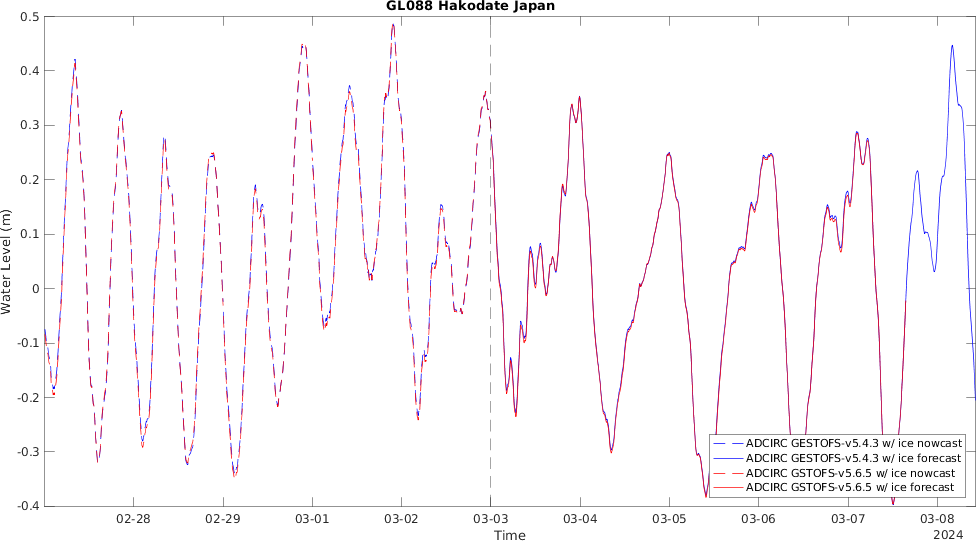 GL088 Hakodate Japan
0.5
0.4
0.3
0.2
0.1
0
-0.1
-0.2
-0.3
-0.4
Water Level (m)
ADCIRC GESTOFS-v5.4.3 w/ ice nowcast
ADCIRC GESTOFS-v5.4.3 w/ ice forecast
ADCIRC GSTOFS-v5.6.5 w/ ice nowcast
ADCIRC GSTOFS-v5.6.5 w/ ice forecast
02-28 02-29 03-01 03-02 03-03 03-04 03-05 03-06 03-07 03-08
Time 2024